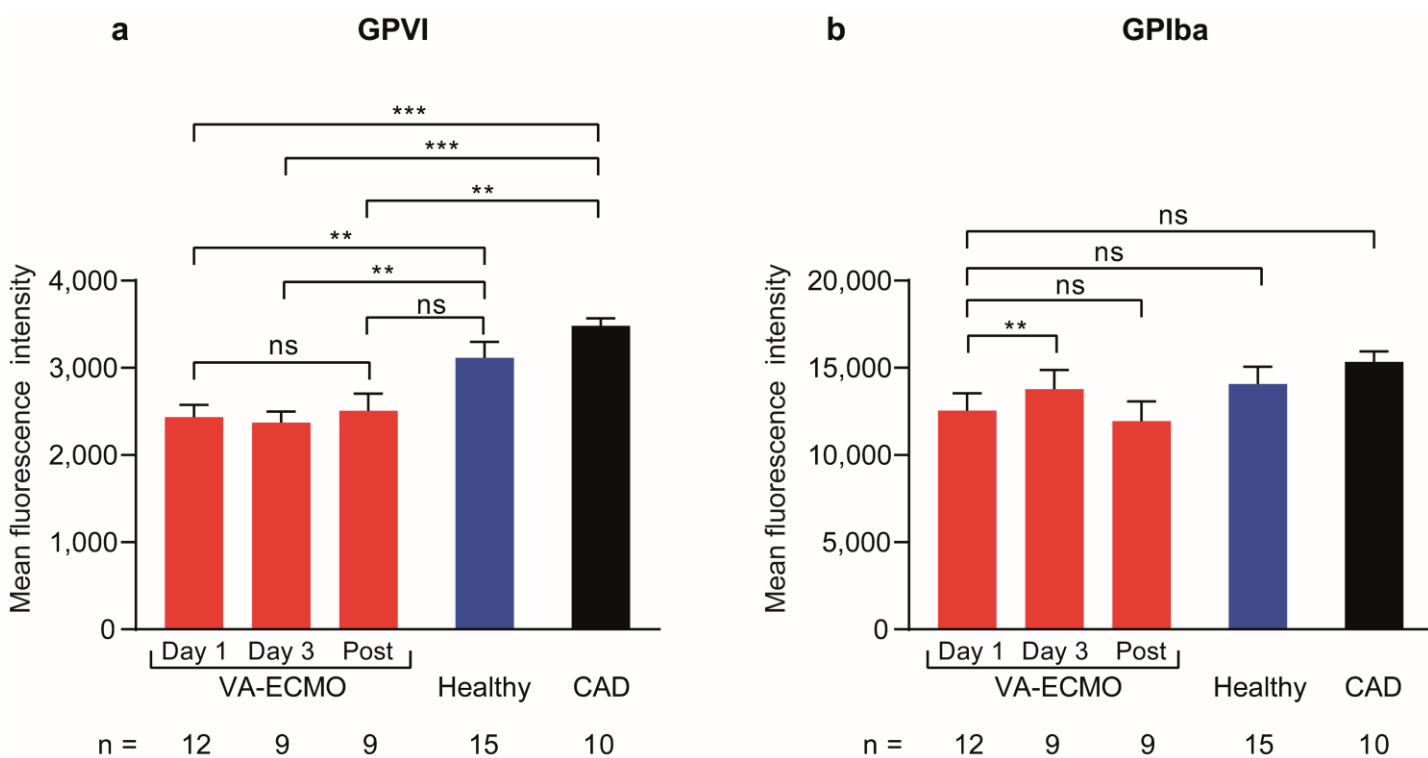 a GPVI
***
***
**
**
**
ns
ns
Mean fluorescence intensity
4,000
3,000
2,000
1,000
0
Day 1 Day 3 Post
VA-ECMO Healthy CAD
n = 12 9 9 15 10
b GPIba
ns
ns
ns
**
Mean fluorescence intensity
20,000
15,000
10,000
5,000
0
Day 1 Day 3 Post
VA-ECMO Healthy CAD
n = 12 9 9 15 10